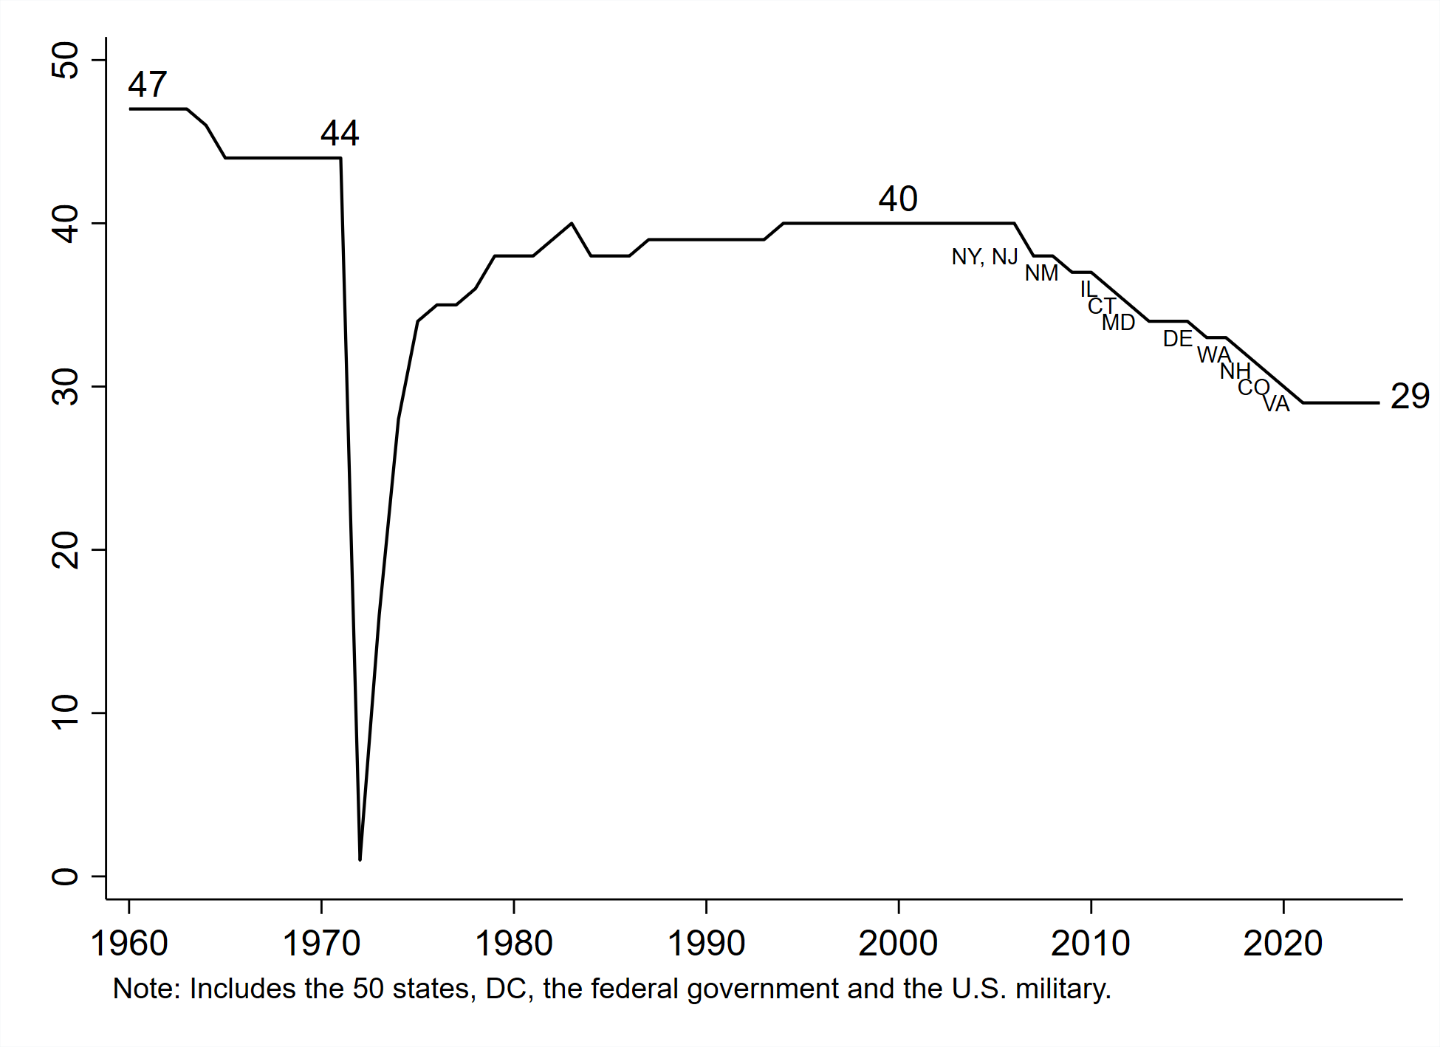 50
47
44
40
40
NY, NJ
NM
IL
CT
MD
DE
WA
NH
CO
VA
29
30
20
10
0
1960 1970 1980 1990 2000 2010 2020
Note: Includes the 50 states, DC, the federal government and the U.S. military.